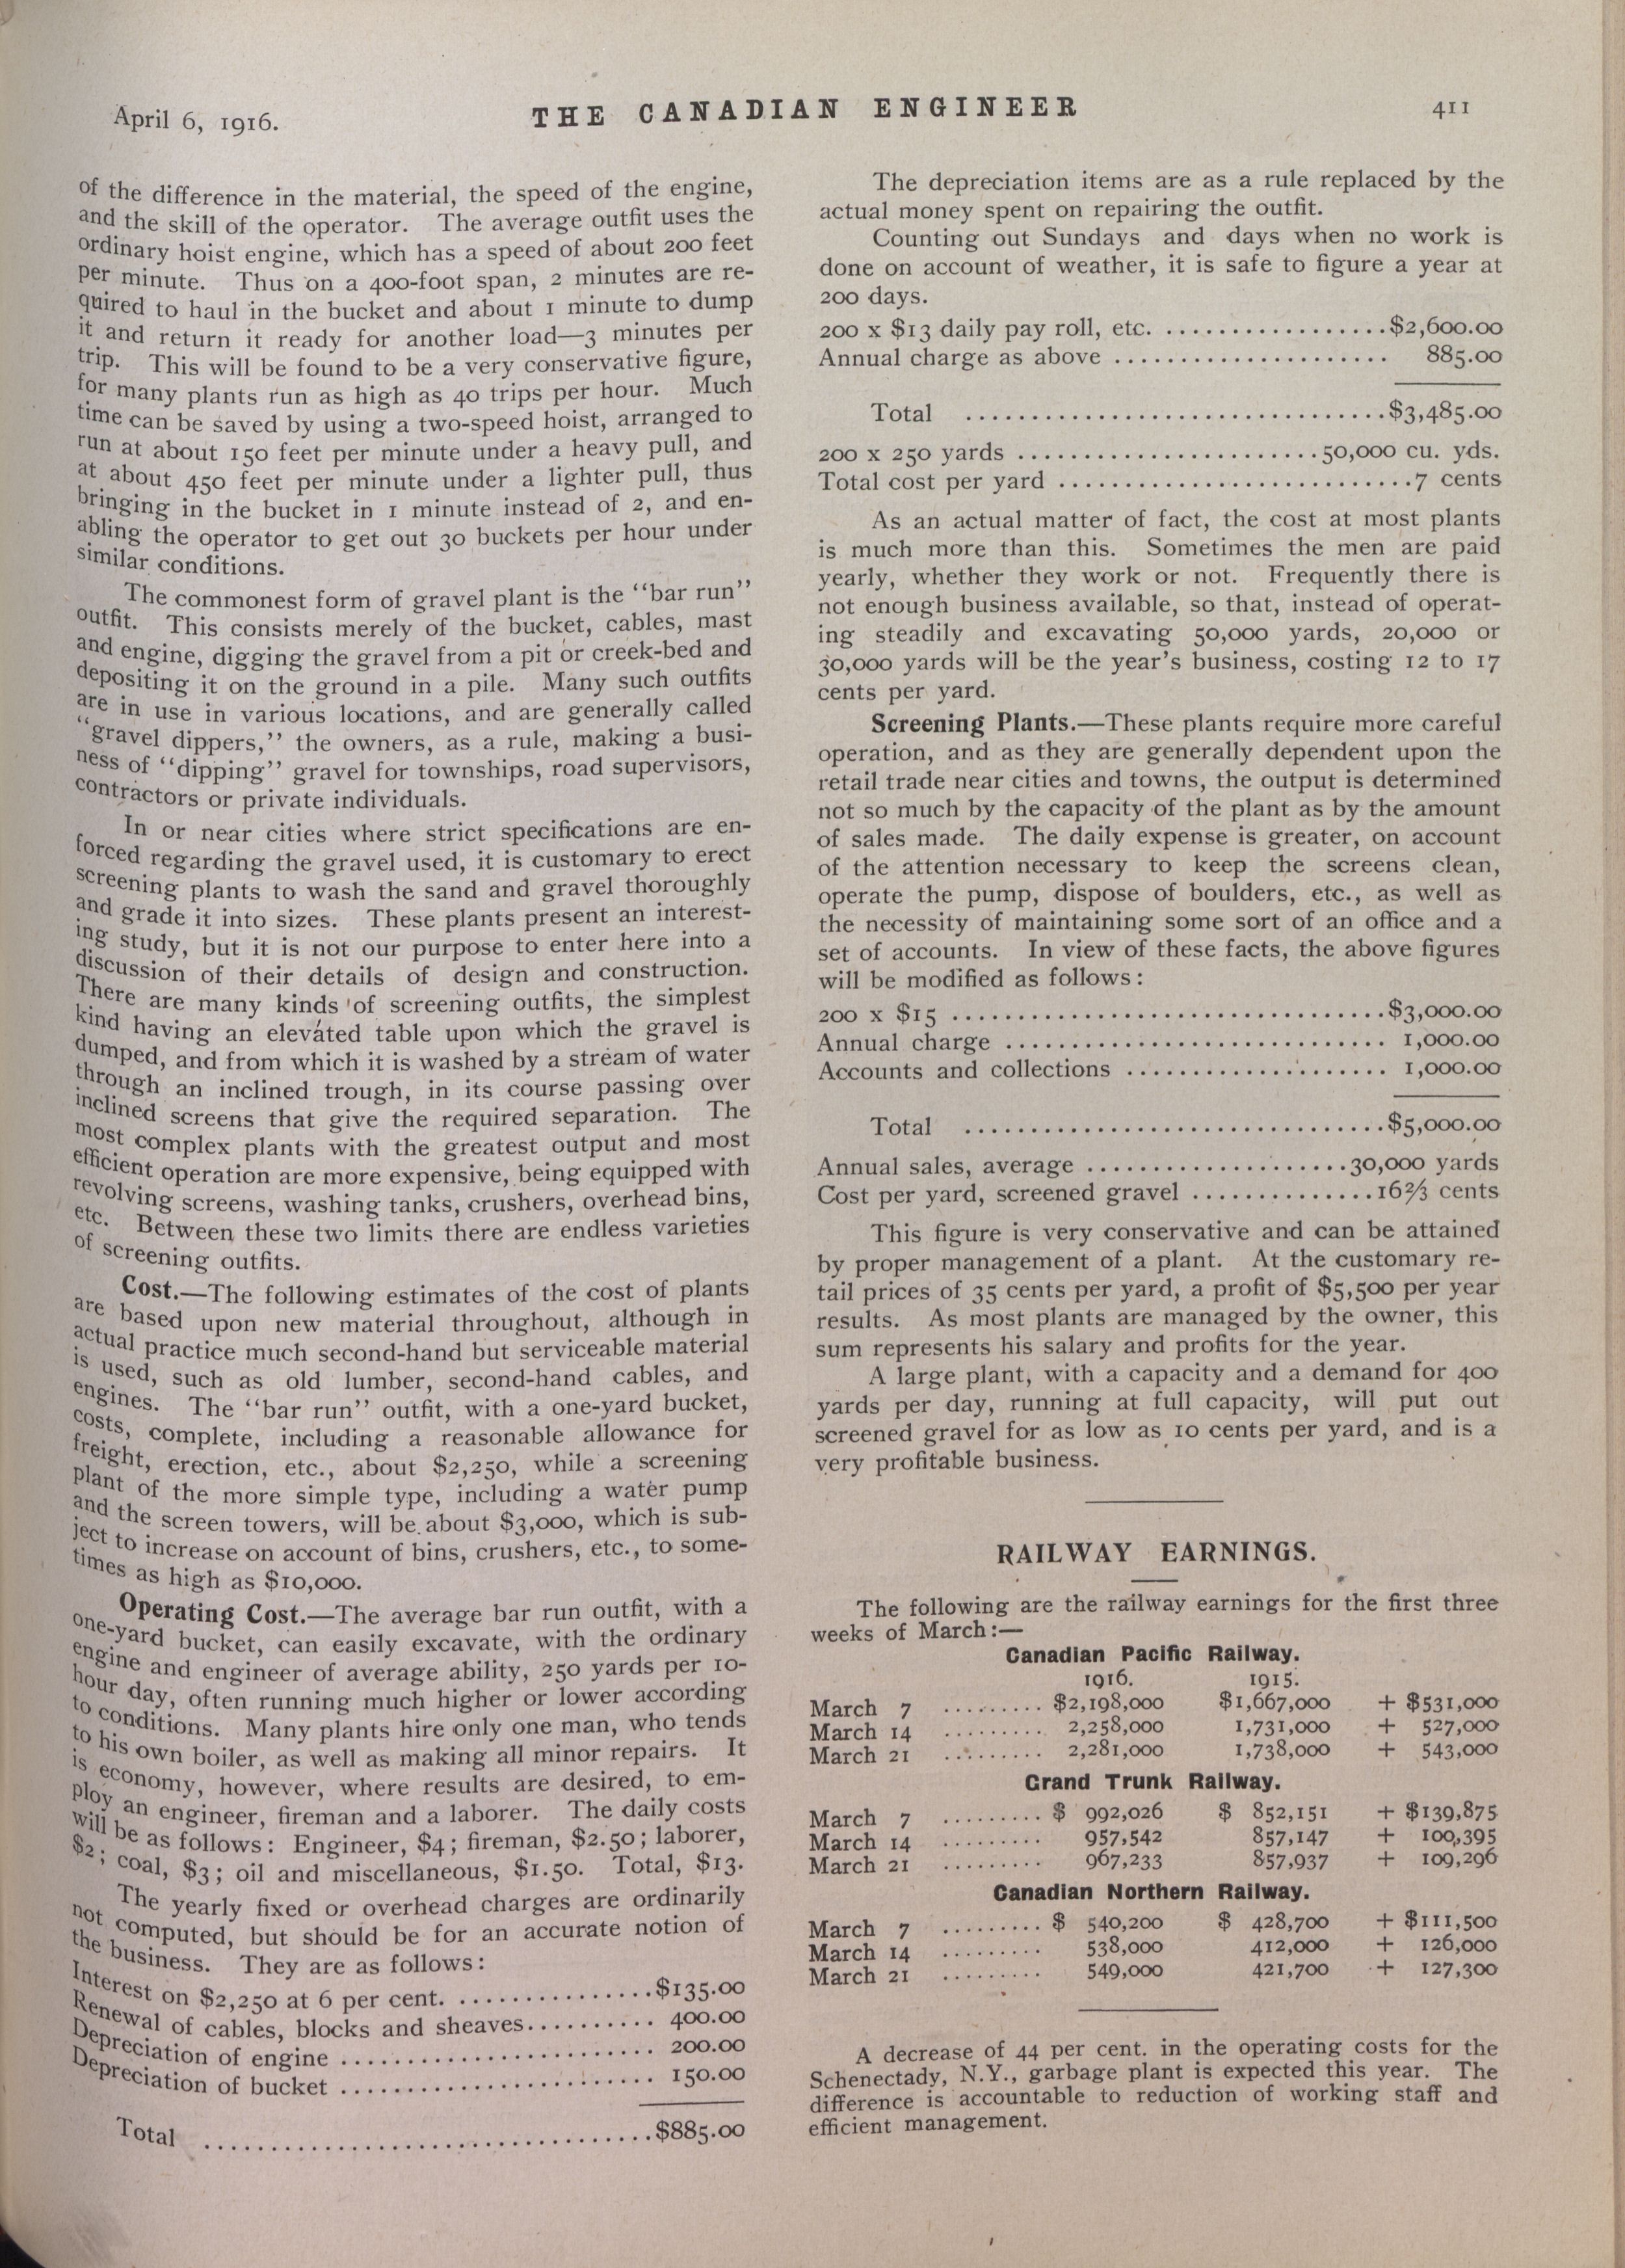 April 6, 1916.
THE CANADIAN ENGINEER
411
of the difference in the material, the speed of the engine,
and the skill of the operator. The average outfit uses the
ordinary hoist engine, which has a speed of about 200 feet
per minute. Thus on a 400-foot span, 2 minutes are re-
quired to haul in the bucket and about 1 minute to dump
it and return it ready for another load—3 minutes per
trip. This will be found to be a very conservative figure,
for many plants run as high as 40 trips per hour. Much
time can be saved by using a two-speed hoist, arranged to
run at about 150 feet per minute under a heavy pull, and
at about 450 feet per minute under a lighter pull, thus
bringing in the bucket in 1 minute instead of 2, and en-
abling the operator to get out 30 buckets per hour under
similar conditions.
The commonest form of gravel plant is the "bar run"
outfit. This consists merely of the bucket, cables, mast
and engine, digging the gravel from a pit or creek-bed and
depositing it on the ground in a pile. Many such outfits
are in use in various locations, and are generally called
"gravel dippers," the owners, as a rule, making a busi-
ness of "dipping" gravel for townships, road supervisors,
contractors or private individuals.
In or near cities where strict specifications are en-
forced regarding the gravel used, it is customary to erect
screening plants to wash the sand and gravel thoroughly
and grade it into sizes. These plants present an interest-
ing study, but it is not our purpose to enter here into a
discussion of their details of design and construction.
There are many kinds of screening outfits, the simplest
kind having an elevated table upon which the gravel is
dumped, and from which it is washed by a stream of water
through an inclined trough, in its course passing over
inclined screens that give the required separation. The
most complex plants with the greatest output and most
efficient operation are more expensive, being equipped with
revolving screens, washing tanks, crushers, overhead bins,
etc. Between these two limits there are endless varieties
of screening outfits.
Cost.—The following estimates of the cost of plants
are based upon new material throughout, although in
actual practice much second-hand but serviceable material
is used, such as old lumber, second-hand cables, and
engines. The "bar run" outfit, with a one-yard bucket,
costs, complete, including a reasonable allowance for
freight, erection, etc., about $2,250, while a screening
plant of the more simple type, including a water pump
and the screen towers, will be about $3,000, which is sub-
ject to increase on account of bins, crushers, etc., to some-
times as high as $10,000.
Operating Cost.—The average bar run outfit, with a
one-yard bucket, can easily excavate, with the ordinary
engine and engineer of average ability, 250 yards per 10-
hour day, often running much higher or lower according
to conditions. Many plants hire only one man, who tends
to his own boiler, as well as making all minor repairs. It
is economy, however, where results are desired, to em-
ploy an engineer, fireman and a laborer. The daily costs
will be as follows: Engineer, $4; fireman, $2.50; laborer,
$2; coal, $3; oil and miscellaneous, $1.50. Total, $13.
The yearly fixed or overhead charges are ordinarily
not computed, but should be for an accurate notion of
the business. They are as follows:
Interest on $2,250 at 6 per cent. ...............$135.00
Renewal of cables, blocks and sheaves.......... 400.00
Depreciation of engine ........................ 200.00
Depreciation of bucket ........................ 150.00
Total ..................................$885.00
The depreciation items are as a rule replaced by the
actual money spent on repairing the outfit.
Counting out Sundays and days when no work is
done on account of weather, it is safe to figure a year at
200 days.
200 x $13 daily pay roll, etc. .................$2,600.00
Annual charge as above ..................... 885.00
Total ................................$3,485.00
200 x 250 yards .......................50,000 cu. yds.
Total cost per yard ...........................7 cents
As an actual matter of fact, the cost at most plants
is much more than this. Sometimes the men are paid
yearly, whether they work or not. Frequently there is
not enough business available, so that, instead of operat-
ing steadily and excavating 50,000 yards, 20,000 or
30,000 yards will be the year's business, costing 12 to 17
cents per yard.
Screening Plants.—These plants require more careful
operation, and as they are generally dependent upon the
retail trade near cities and towns, the output is determined
not so much by the capacity of the plant as by the amount
of sales made. The daily expense is greater, on account
of the attention necessary to keep the screens clean,
operate the pump, dispose of boulders, etc., as well as
the necessity of maintaining some sort of an office and a
set of accounts. In view of these facts, the above figures
will be modified as follows:
200 x $15 .................................$3,000.00
Annual charge ............................. 1,000.00
Accounts and collections .................... 1,000.00
Total ................................$5,000.00
Annual sales, average ....................30,000 yards
Cost per yard, screened gravel ..............16⅔ cents
This figure is very conservative and can be attained
by proper management of a plant. At the customary re-
tail prices of 35 cents per yard, a profit of $5,500 per year
results. As most plants are managed by the owner, this
sum represents his salary and profits for the year.
A large plant, with a capacity and a demand for 400
yards per day, running at full capacity, will put out
screened gravel for as low as 10 cents per yard, and is a
very profitable business.
RAILWAY EARNINGS.
The following are the railway earnings for the first three
weeks of March:—
Canadian Pacific Railway.
1916. 1915.
March 7 ......... $2,198,000 $1,667,000 + $531,000
March 14 ......... 2,258,000 1,731,000 + 527,000
March 21 ......... 2,281,000 1,738,000 + 543,000
Grand Trunk Railway.
March 7 ......... $ 992,026 $ 852,151 + $139,875
March 14 ......... 957,542 857,147 + 100,395
March 21 ......... 967,233 857,937 + 109,296
Canadian Northern Railway.
March 7 ......... $ 540,200 $ 428,700 + $111,500
March 14 ......... 538,000 412,000 + 126,000
March 21 ......... 549,000 421,700 + 127,300
A decrease of 44 per cent. in the operating costs for the
Schenectady, N.Y., garbage plant is expected this year. The
difference is accountable to reduction of working staff and
efficient management.